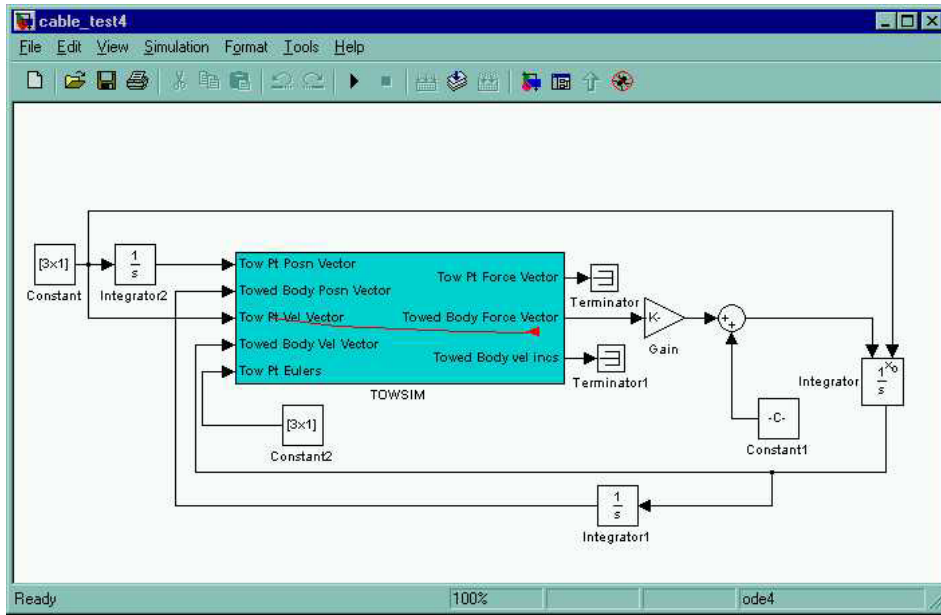 cable_test4
File Edit View Simulation Format Tools Help
[3x1]
Constant
1
s
Integrator2
Tow Pt Posn Vector
Towed Body Posn Vector
Tow Pt Vel Vector
Towed Body Vel Vector
Tow Pt Eulers
Tow Pt Force Vector
Towed Body Force Vector
Towed Body vel incs
TOWSIM
Terminator
K-
Gain
Terminator1
++
Integrator
1
s
xo
-C-
Constant1
[3x1]
Constant2
1
s
Integrator1
Ready 100% ode4